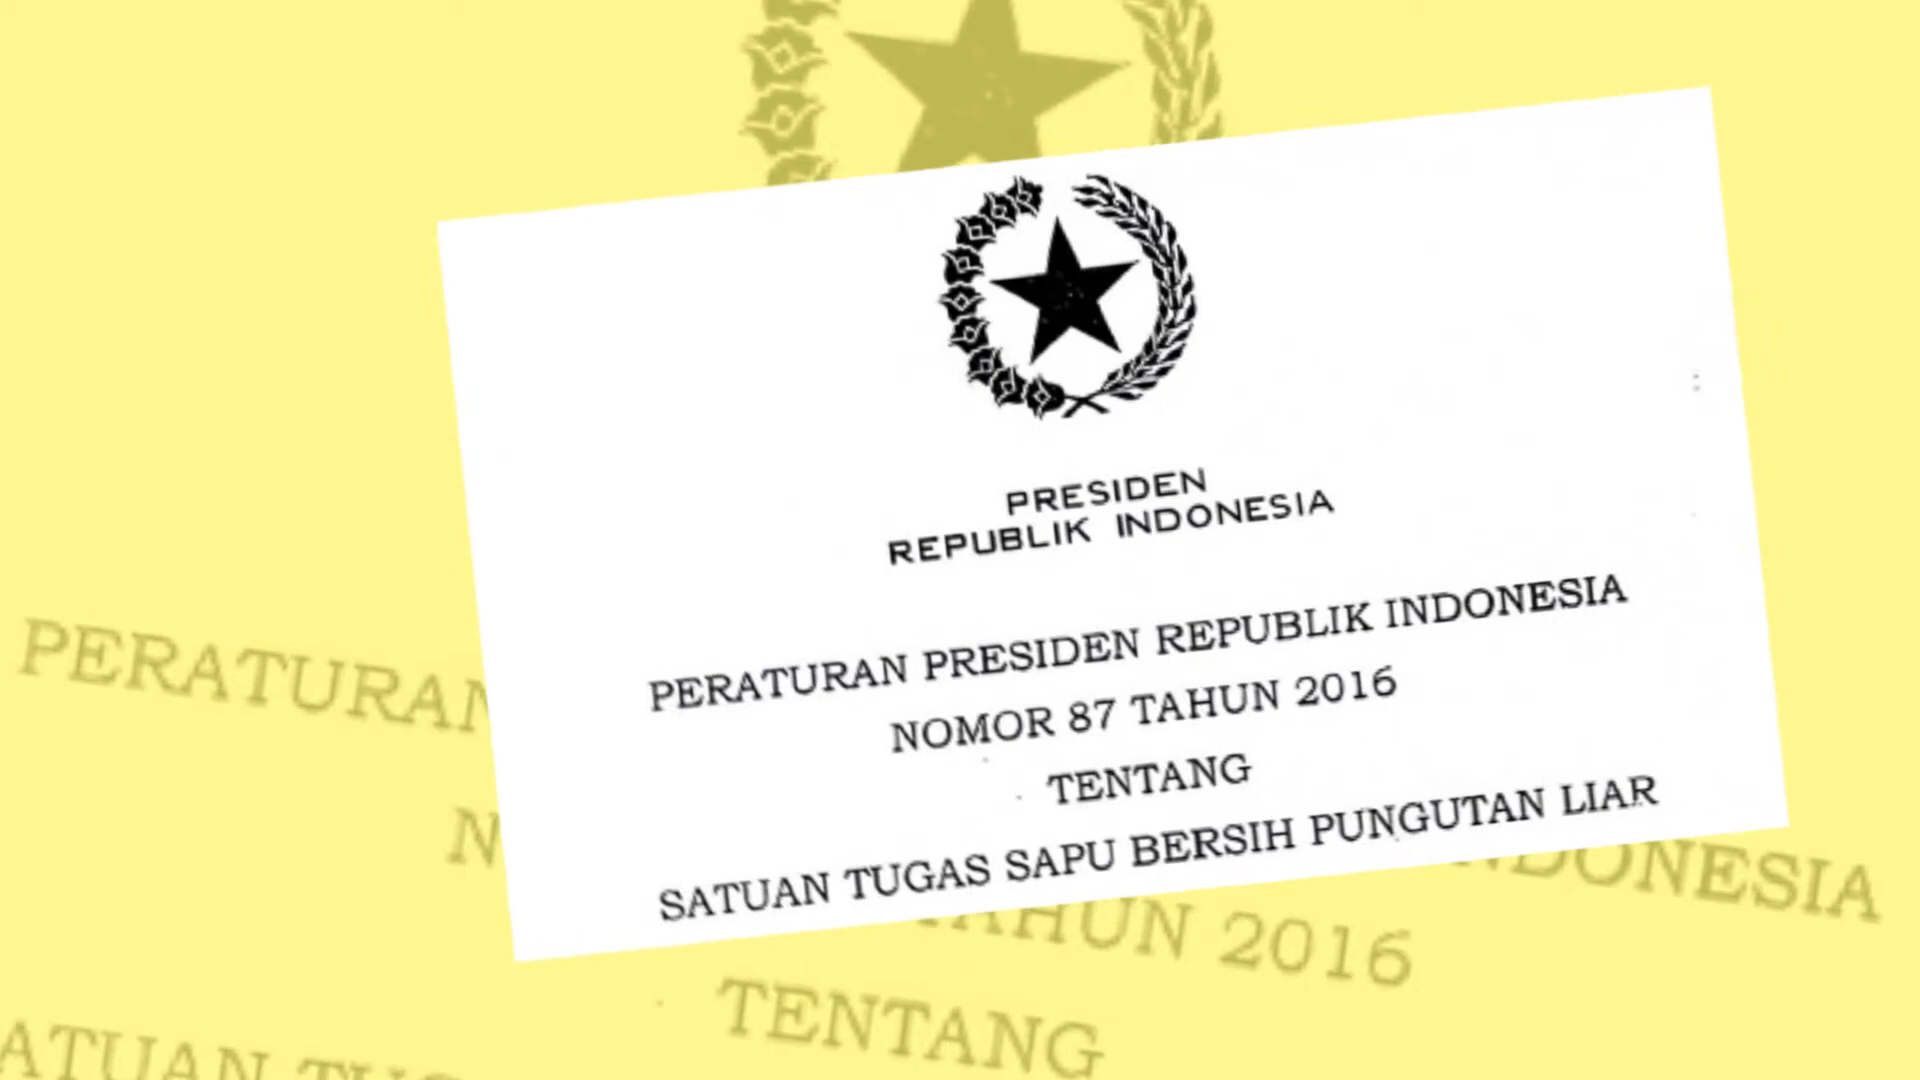 PRESIDEN
REPUBLIK INDONESIA
PERATURAN PRESIDEN REPUBLIK INDONESIA
NOMOR 87 TAHUN 2016
TENTANG
SATUAN TUGAS SAPU BERSIH PUNGUTAN LIAR
PERATURAN INDONESIA
TAHUN 2016
TENTANG